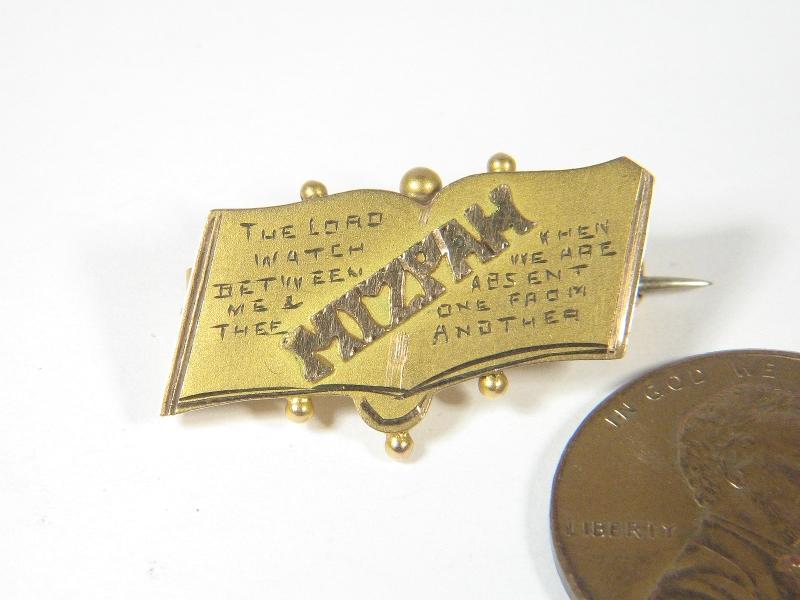 THE LORD
WATCH
BETWEEN
ME &
THEE
MIZPAH
WHEN
WE ARE
ABSENT
ONE FROM
ANOTHER
IN GOD WE
LIBERTY